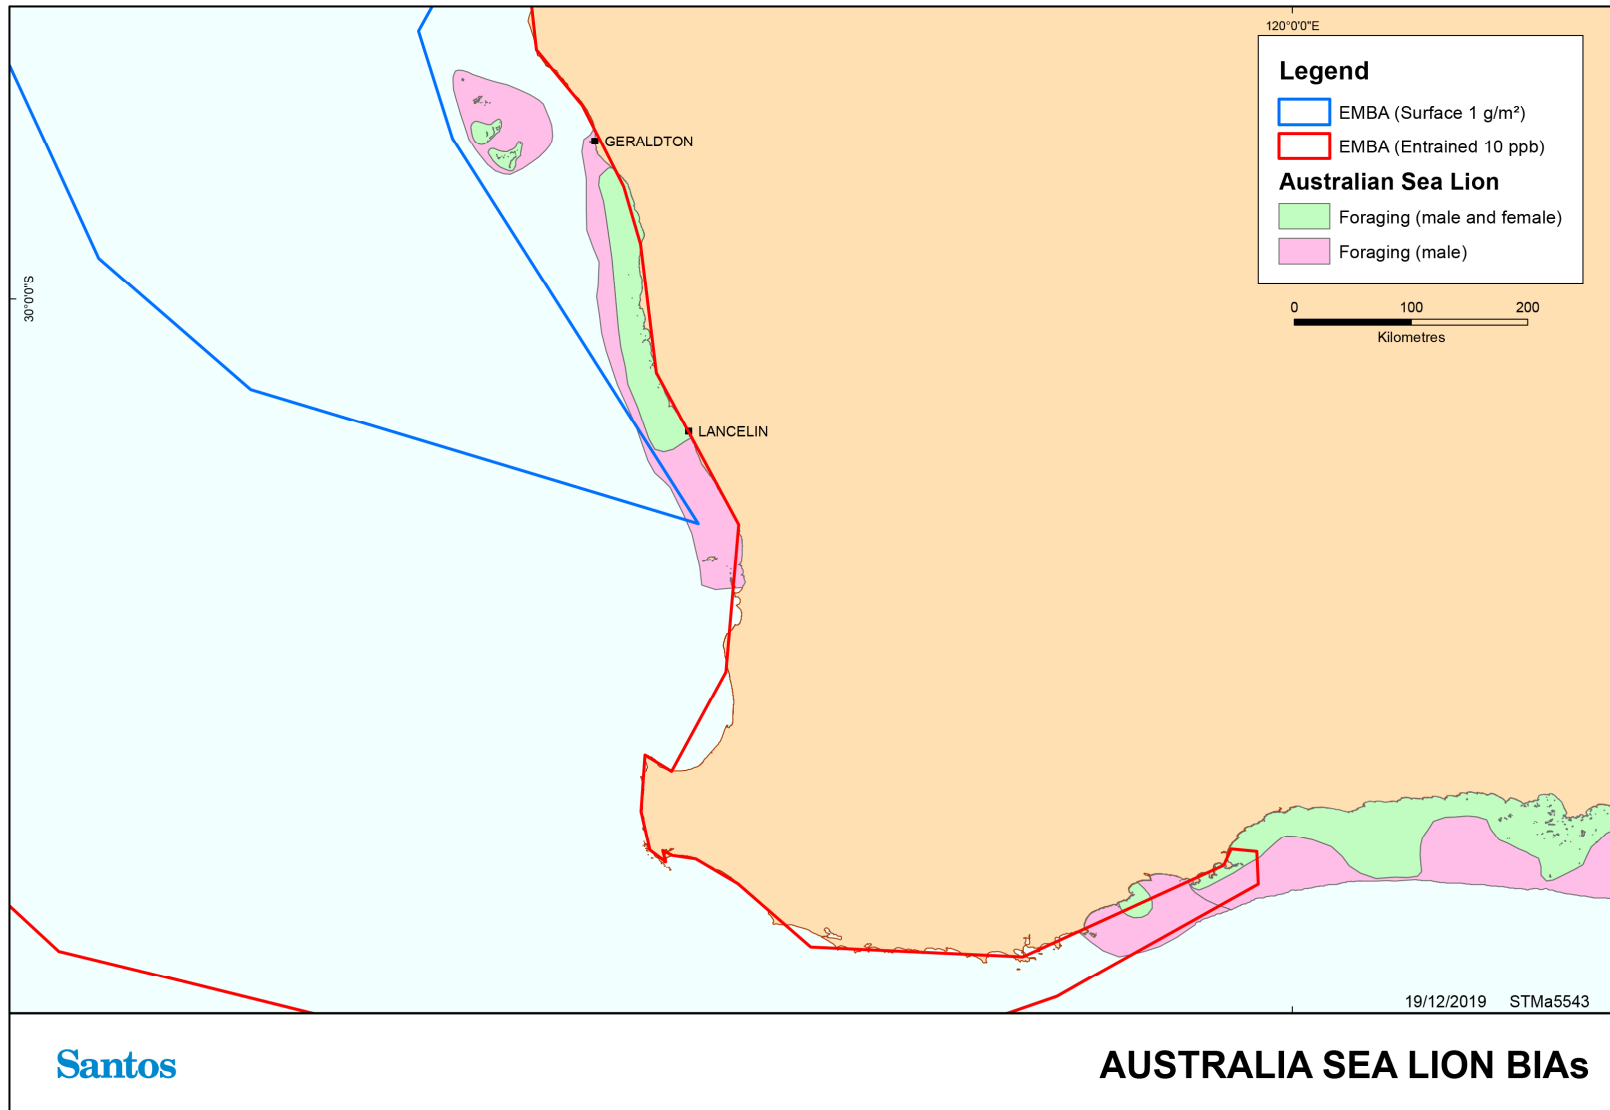 120°0'0"E
Legend
EMBA (Surface 1 g/m²)
EMBA (Entrained 10 ppb)
Australian Sea Lion
Foraging (male and female)
Foraging (male)
0 100 200
Kilometres
GERALDTON
30°0'0"S
LANCELIN
19/12/2019 STMa5543
Santos
AUSTRALIA SEA LION BIAs